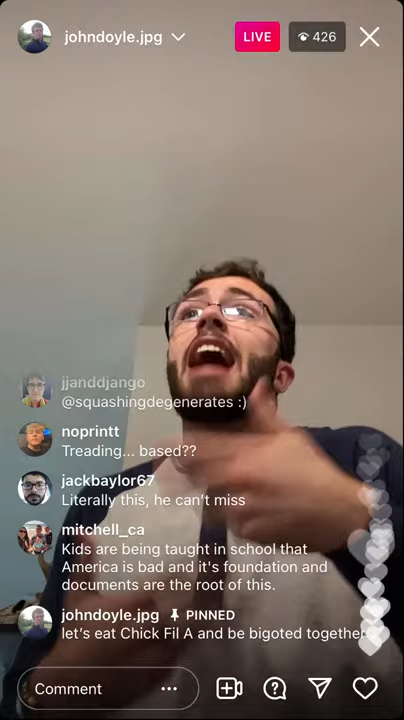 johndoyle.jpg
LIVE
426
jjanddjango
@squashingdegenerates :)
noprintt
Treading... based??
jackbaylor67
Literally this, he can't miss
mitchell_ca
Kids are being taught in school that
America is bad and it's foundation and
documents are the root of this.
johndoyle.jpg PINNED
let's eat Chick Fil A and be bigoted together
Comment